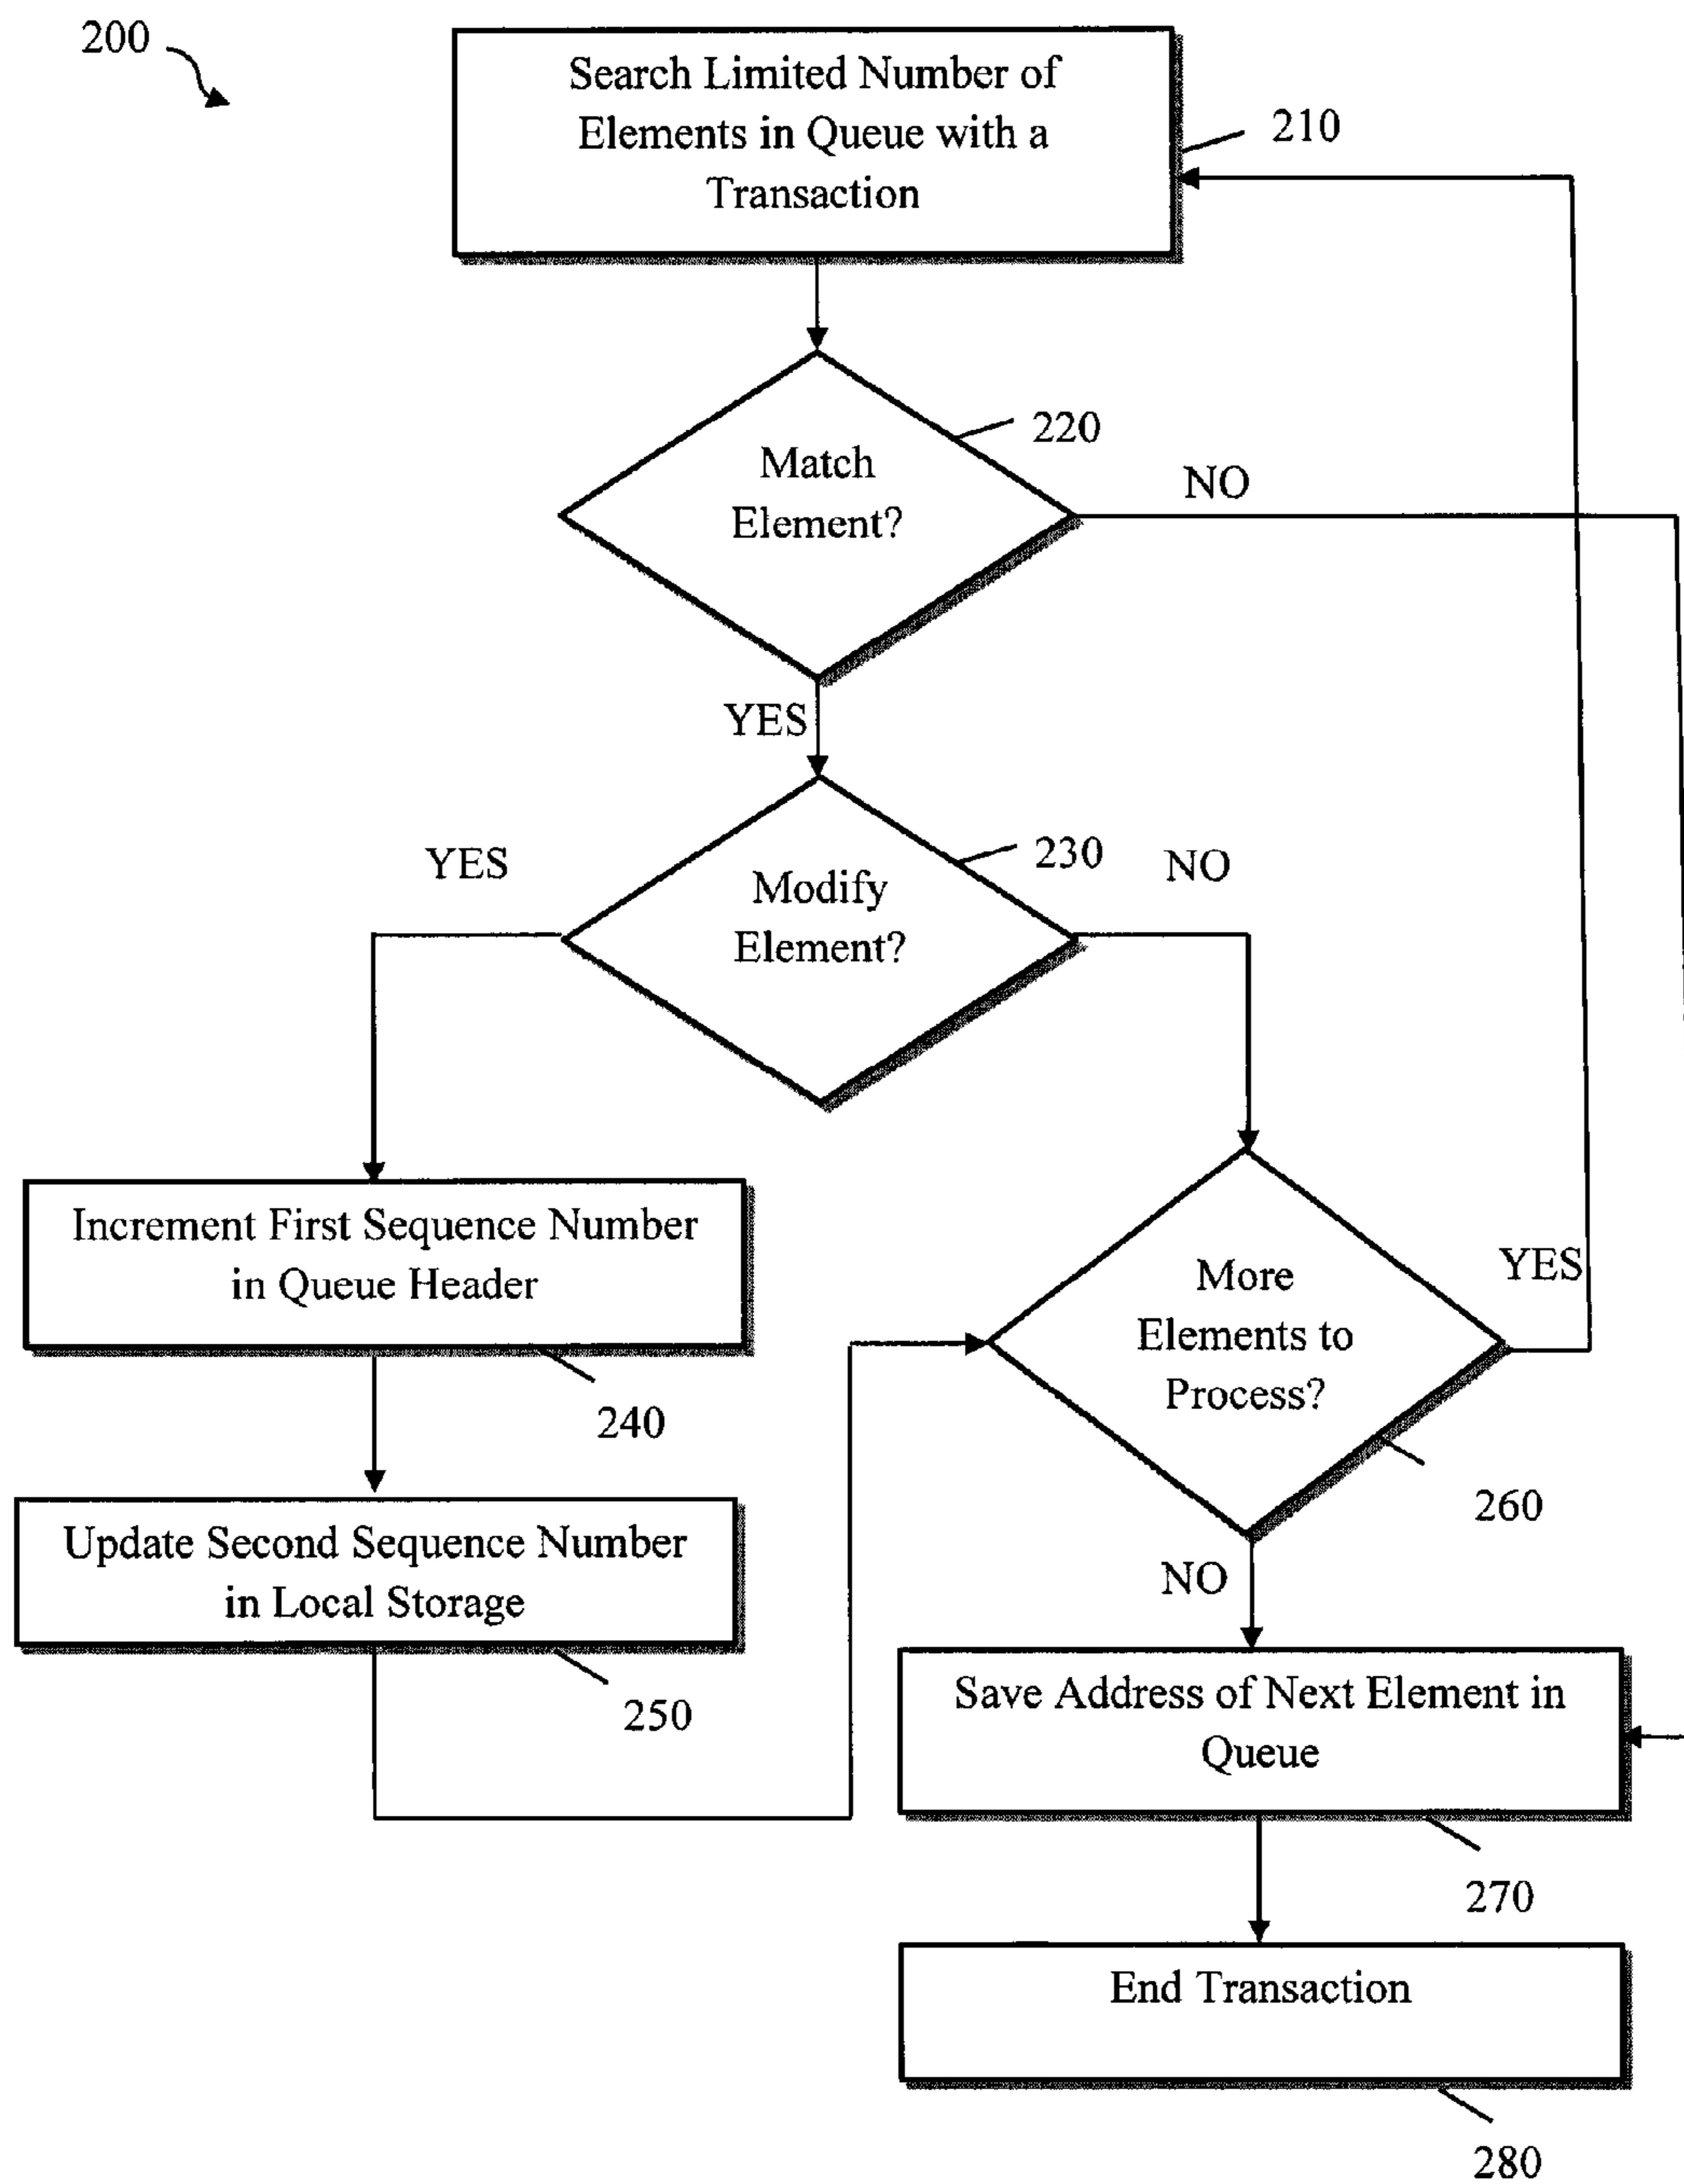 200
Search Limited Number of
Elements in Queue with a
Transaction
210
Match
Element?
220
NO
YES
Modify
Element?
230
YES
NO
Increment First Sequence Number
in Queue Header
240
Update Second Sequence Number
in Local Storage
250
More
Elements to
Process?
YES
260
NO
Save Address of Next Element in
Queue
270
End Transaction
280